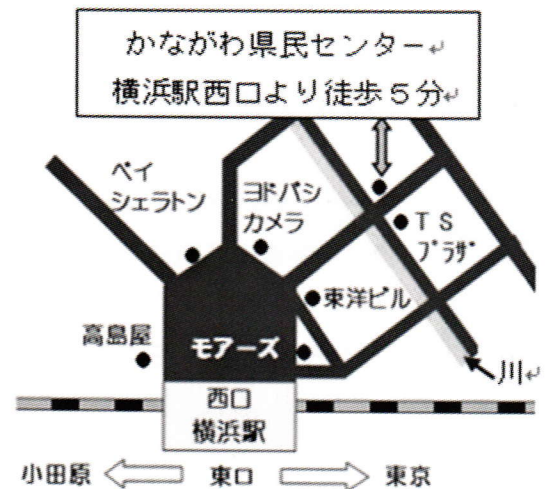 かながわ県民センター
横浜駅西口より徒歩5分
ベイ
シェラトン
ヨドバシ
カメラ
TS
プラザ
東洋ビル
高島屋
モアーズ
川
西口
横浜駅
小田原
東口
東京